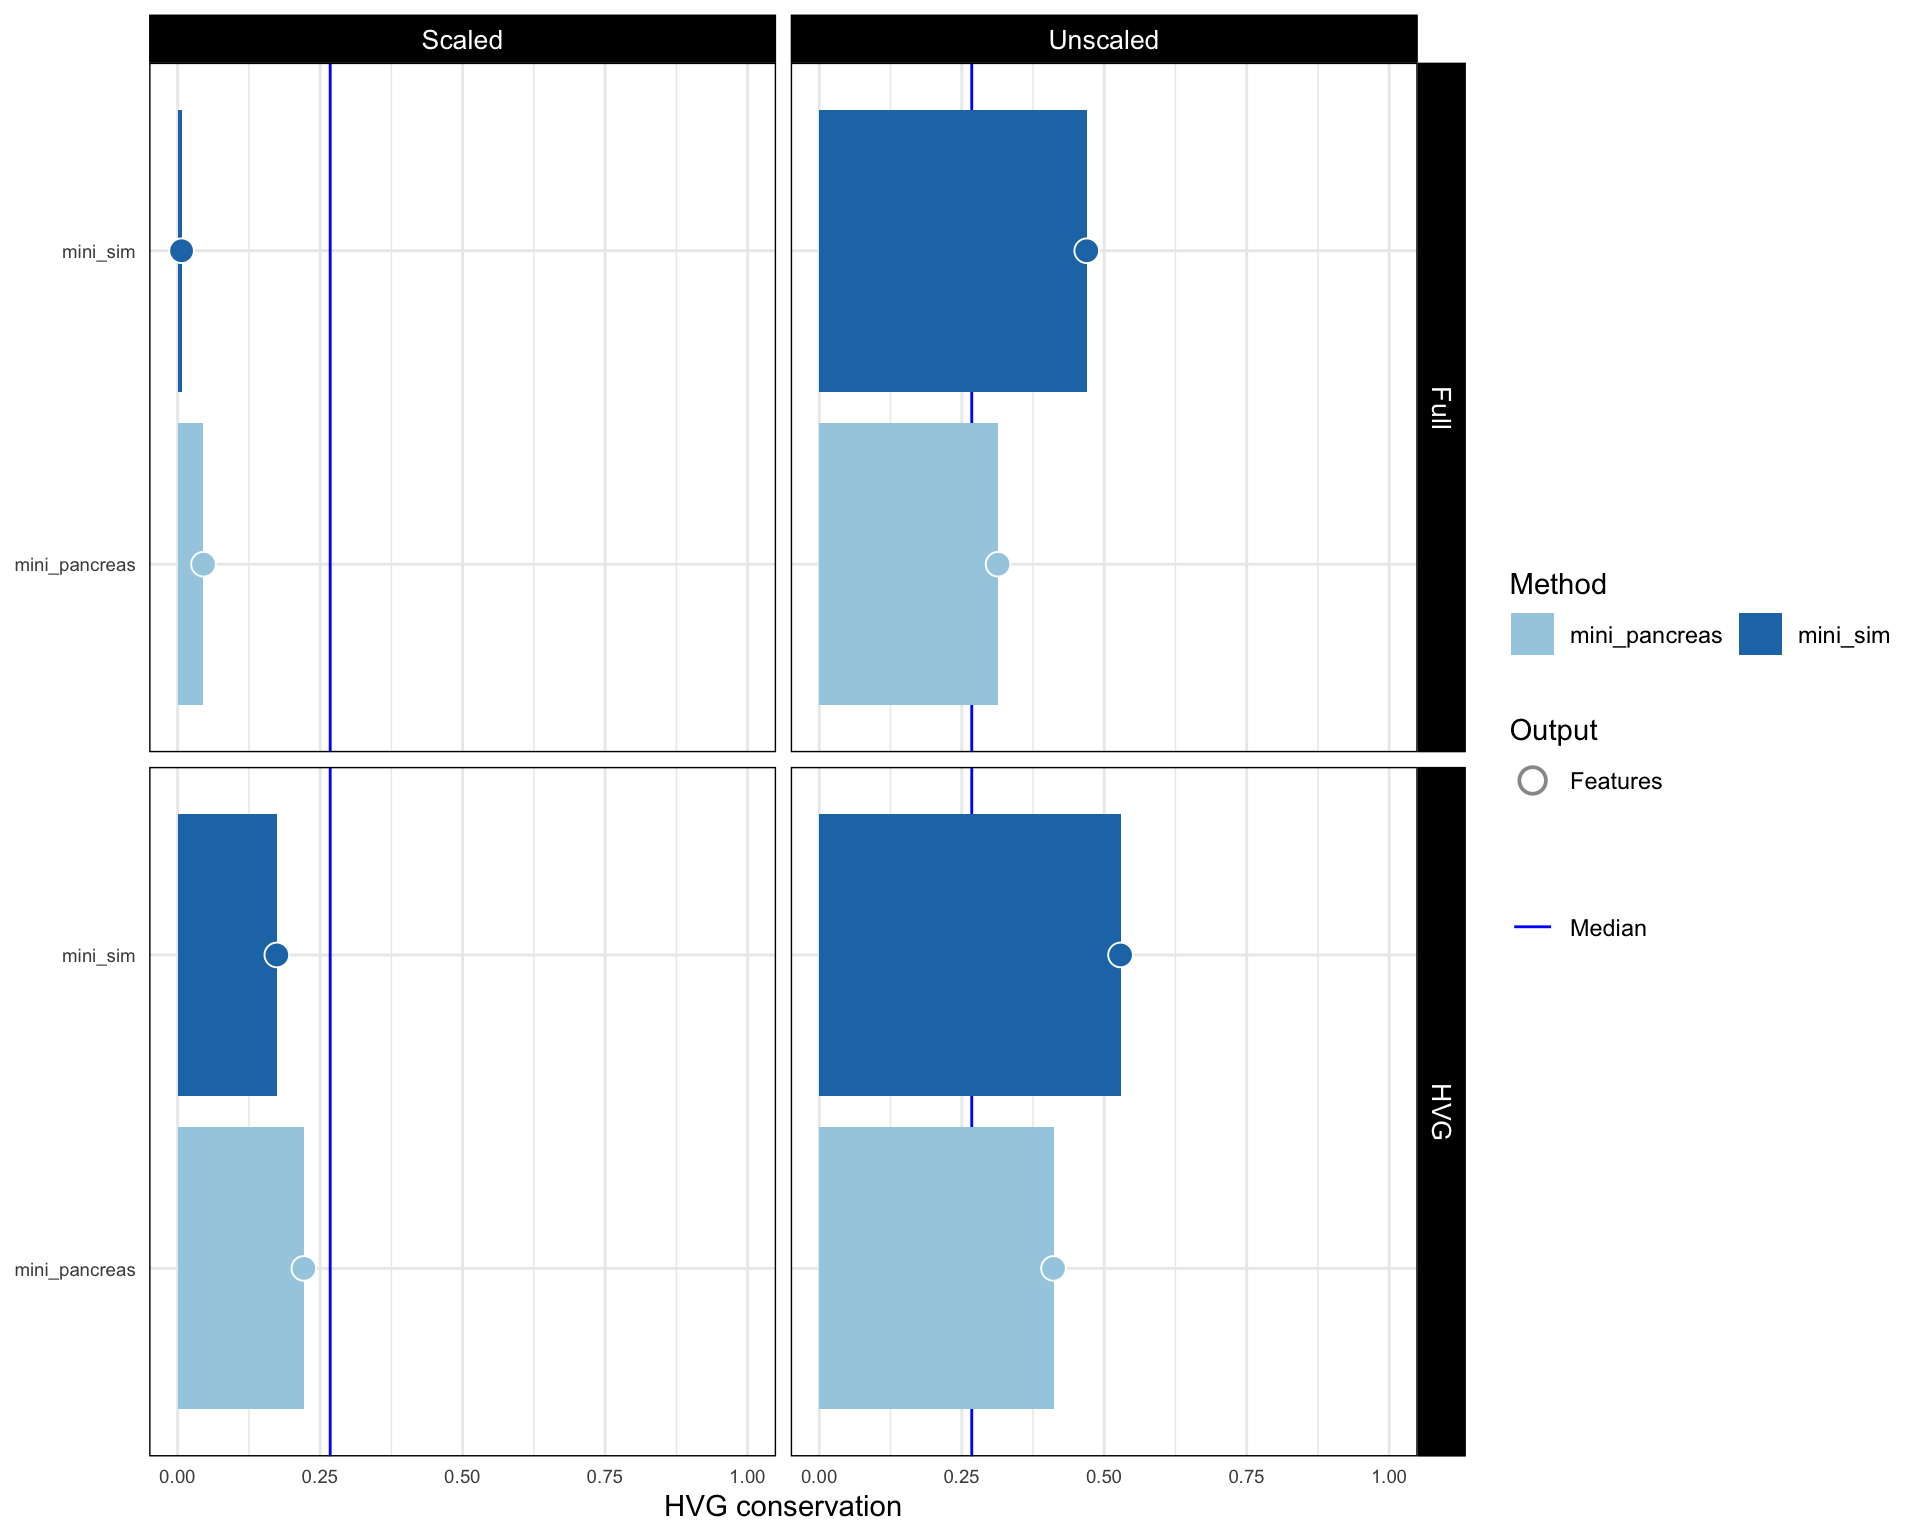 Scaled
Unscaled
mini_sim
mini_pancreas
Full
mini_sim
mini_pancreas
HVG
0.00 0.25 0.50 0.75 1.00 0.00 0.25 0.50 0.75 1.00
HVG conservation
Method
mini_pancreas mini_sim
Output
Features
Median